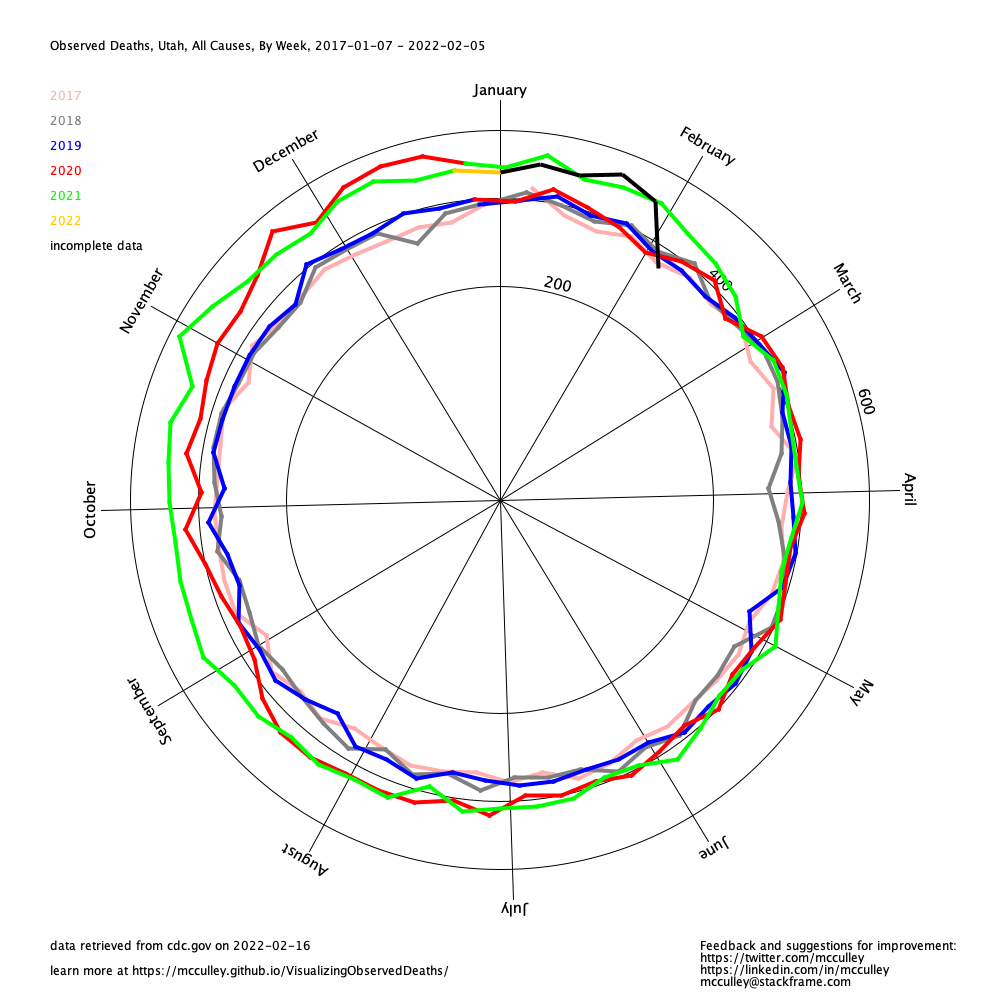 Observed Deaths, Utah, All Causes, By Week, 2017-01-07 - 2022-02-05
2017
2018
2019
2020
2021
2022
incomplete data
January
February
March
April
May
June
July
August
September
October
November
December
200
400
600
data retrieved from cdc.gov on 2022-02-16
learn more at https://mcculley.github.io/VisualizingObservedDeaths/
Feedback and suggestions for improvement:
https://twitter.com/mcculley
https://linkedin.com/in/mcculley
mcculley@stackframe.com